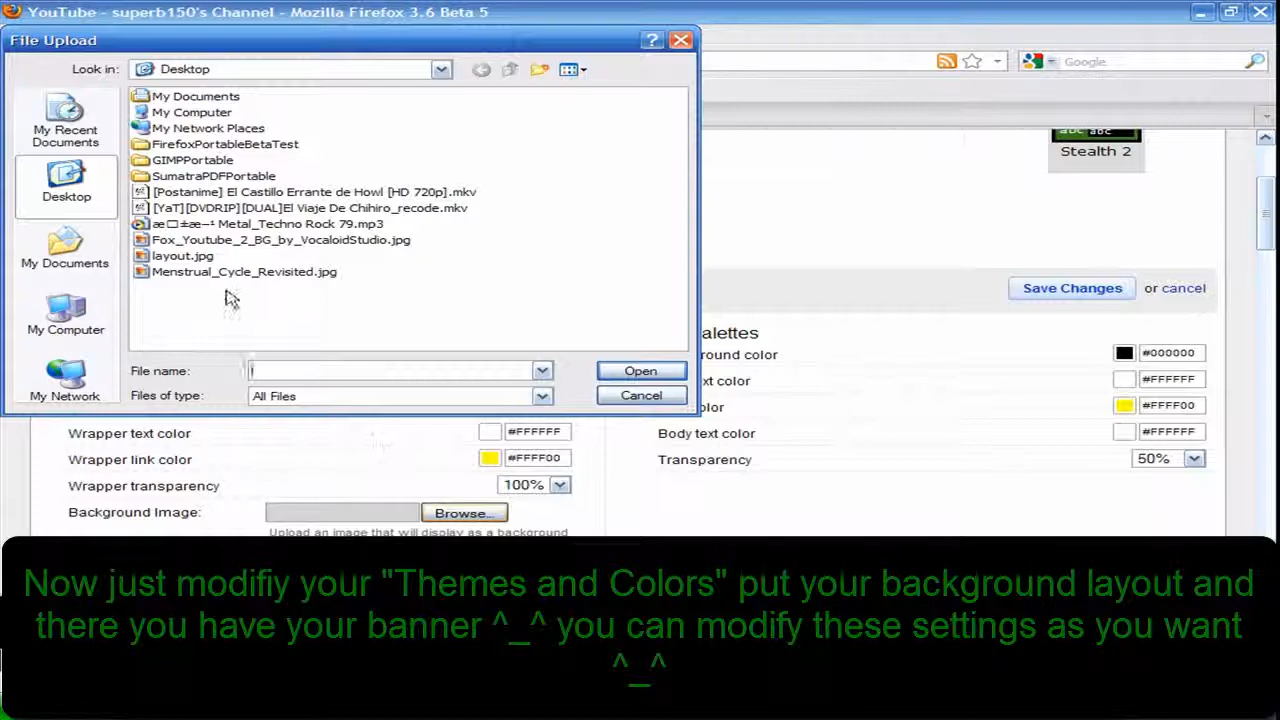 YouTube - superb150's Channel - Mozilla Firefox 3.6 Beta 5
File Upload
Look in: Desktop
Google
My Recent Documents
Desktop
My Documents
My Computer
My Network
My Documents
My Computer
My Network Places
FirefoxPortableBetaTest
GIMPPortable
SumatraPDFPortable
[Postanime] El Castillo Errante de Howl [HD 720p].mkv
[YaT][DVDRIP][DUAL]El Viaje De Chihiro_recode.mkv
Metal_Techno Rock 79.mp3
Fox_Youtube_2_BG_by_VocaloidStudio.jpg
layout.jpg
Menstrual_Cycle_Revisited.jpg
File name:
Open
Files of type: All Files
Cancel
abc abc
Stealth 2
Save Changes or cancel
alettes
round color #000000
xt color #FFFFFF
olor #FFFF00
Wrapper text color #FFFFFF
Body text color #FFFFFF
Wrapper link color #FFFF00
Transparency 50%
Wrapper transparency 100%
Background Image: Browse...
Upload an image that will display as a background
Now just modifiy your "Themes and Colors" put your background layout and
there you have your banner ^_^ you can modify these settings as you want
^_^